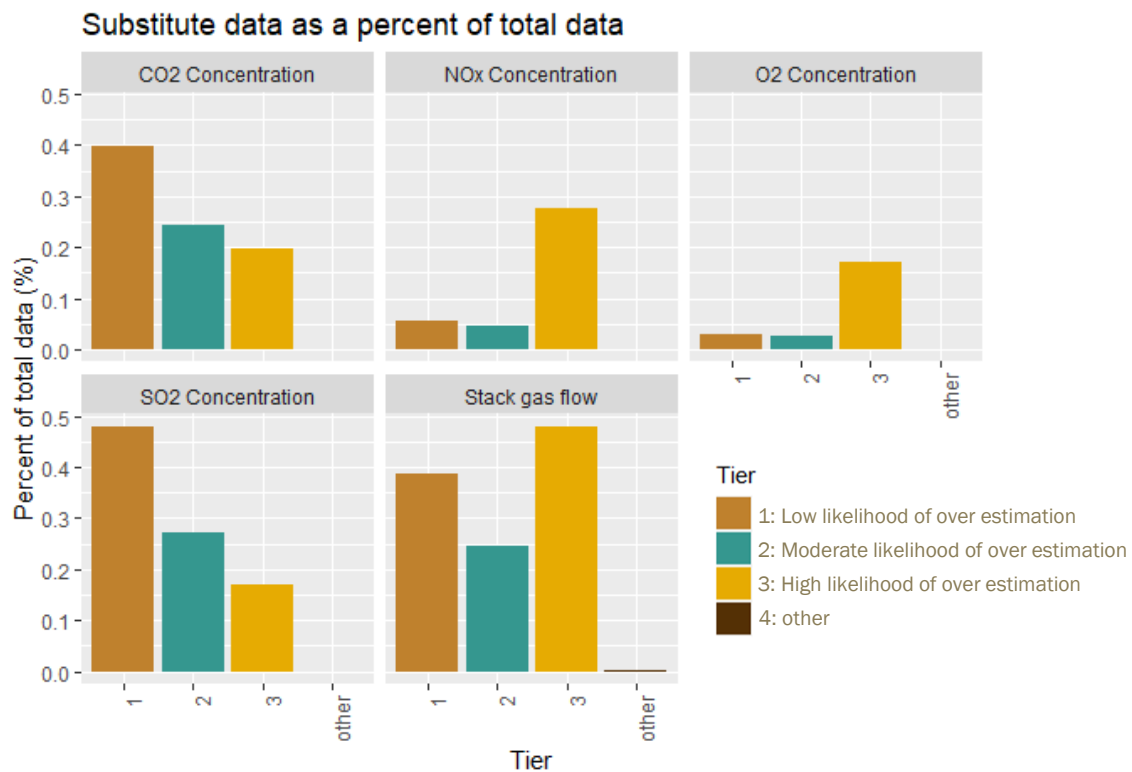 Substitute data as a percent of total data
CO2 Concentration
NOx Concentration
O2 Concentration
0.5
0.4
0.3
0.2
0.1
0.0
1
2
3
other
SO2 Concentration
Stack gas flow
0.5
0.4
0.3
0.2
0.1
0.0
1
2
3
other
1
2
3
other
Percent of total data (%)
Tier
Tier
1: Low likelihood of over estimation
2: Moderate likelihood of over estimation
3: High likelihood of over estimation
4: other